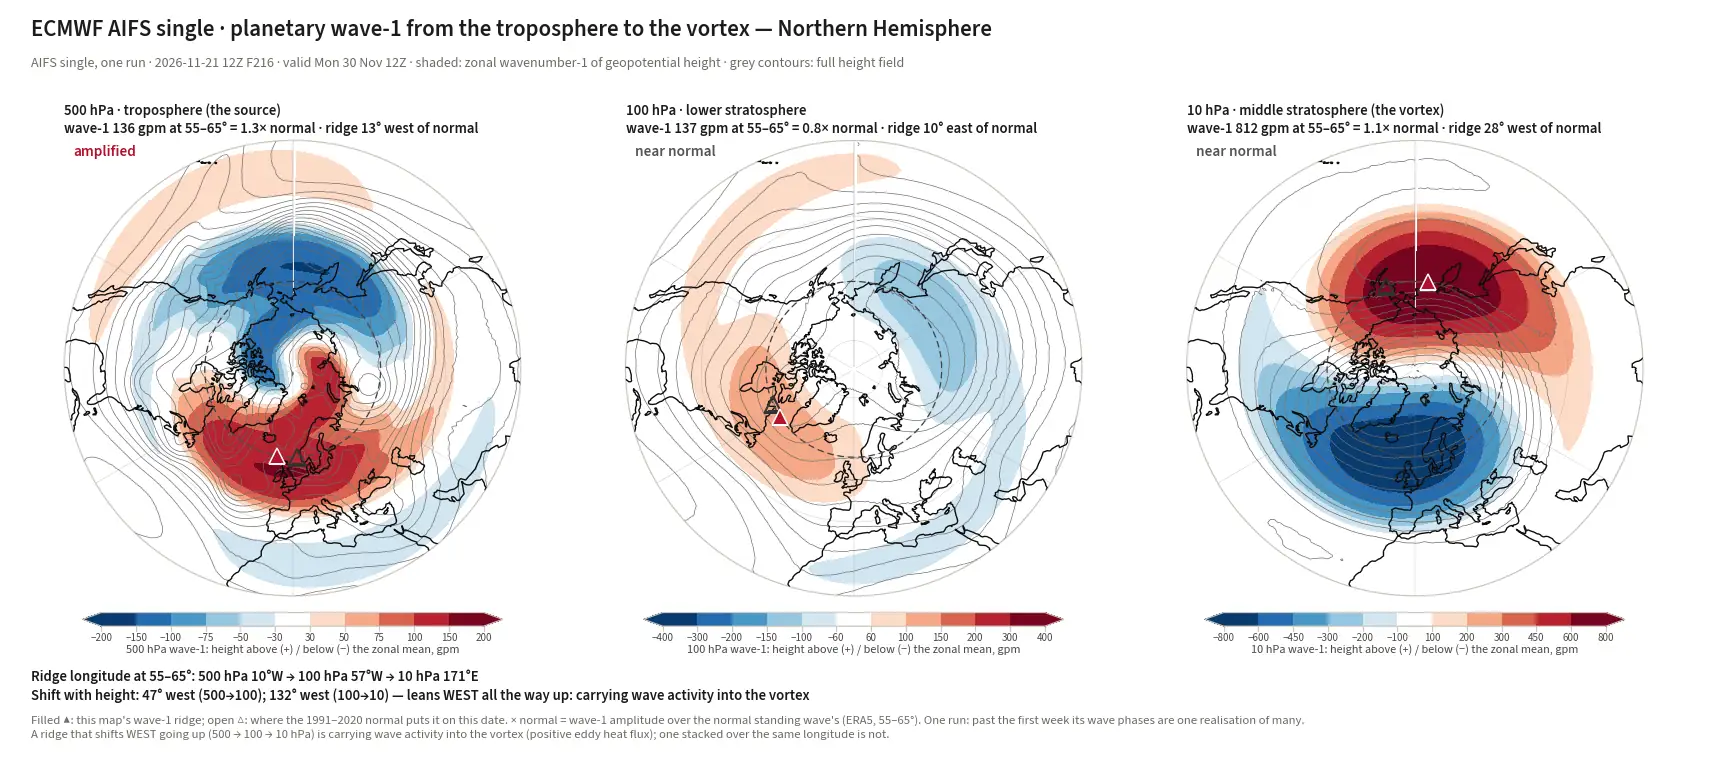 ECMWF AIFS single · planetary wave-1 from the troposphere to the vortex — Northern Hemisphere
AIFS single, one run · 2026-11-21 12Z F216 · valid Mon 30 Nov 12Z · shaded: zonal wavenumber-1 of geopotential height · grey contours: full height field
500 hPa · troposphere (the source)
wave-1 136 gpm at 55–65° = 1.3× normal · ridge 13° west of normal
amplified
100 hPa · lower stratosphere
wave-1 137 gpm at 55–65° = 0.8× normal · ridge 10° east of normal
near normal
10 hPa · middle stratosphere (the vortex)
wave-1 812 gpm at 55–65° = 1.1× normal · ridge 28° west of normal
near normal
−200 −150 −100 −75 −50 −30 30 50 75 100 150 200
500 hPa wave-1: height above (+) / below (−) the zonal mean, gpm
−400 −300 −200 −150 −100 −60 60 100 150 200 300 400
100 hPa wave-1: height above (+) / below (−) the zonal mean, gpm
−800 −600 −450 −300 −200 −100 100 200 300 450 600 800
10 hPa wave-1: height above (+) / below (−) the zonal mean, gpm
Ridge longitude at 55–65°: 500 hPa 10°W → 100 hPa 57°W → 10 hPa 171°E
Shift with height: 47° west (500→100); 132° west (100→10) — leans WEST all the way up: carrying wave activity into the vortex
Filled ▲: this map's wave-1 ridge; open △: where the 1991–2020 normal puts it on this date. × normal = wave-1 amplitude over the normal standing wave's (ERA5, 55–65°). One run: past the first week its wave phases are one realisation of many.
A ridge that shifts WEST going up (500 → 100 → 10 hPa) is carrying wave activity into the vortex (positive eddy heat flux); one stacked over the same longitude is not.